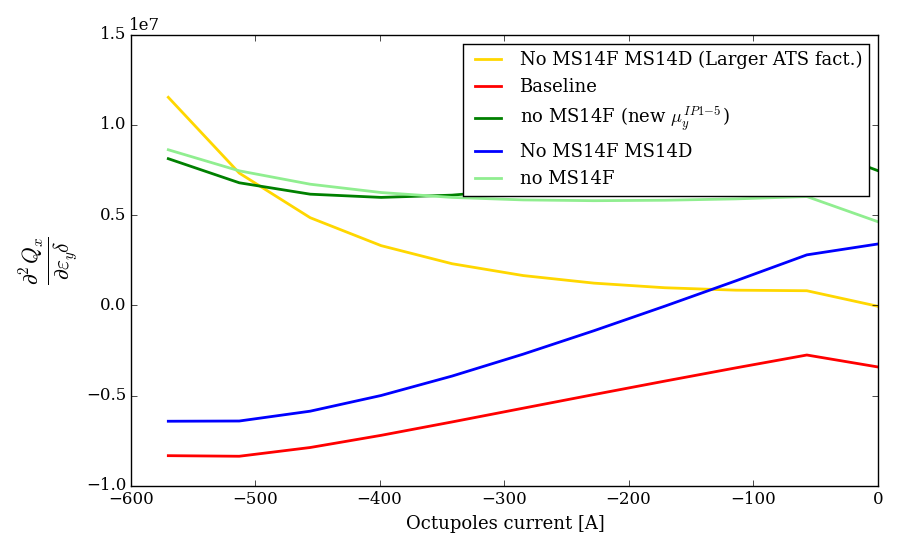 1e7
1.5
1.0
0.5
0.0
−0.5
−1.0
−600
−500
−400
−300
−200
−100
0
Octupoles current [A]
∂²Qₓ
∂εᵧδ
No MS14F MS14D (Larger ATS fact.)
Baseline
no MS14F (new μ_y^{IP1−5})
No MS14F MS14D
no MS14F